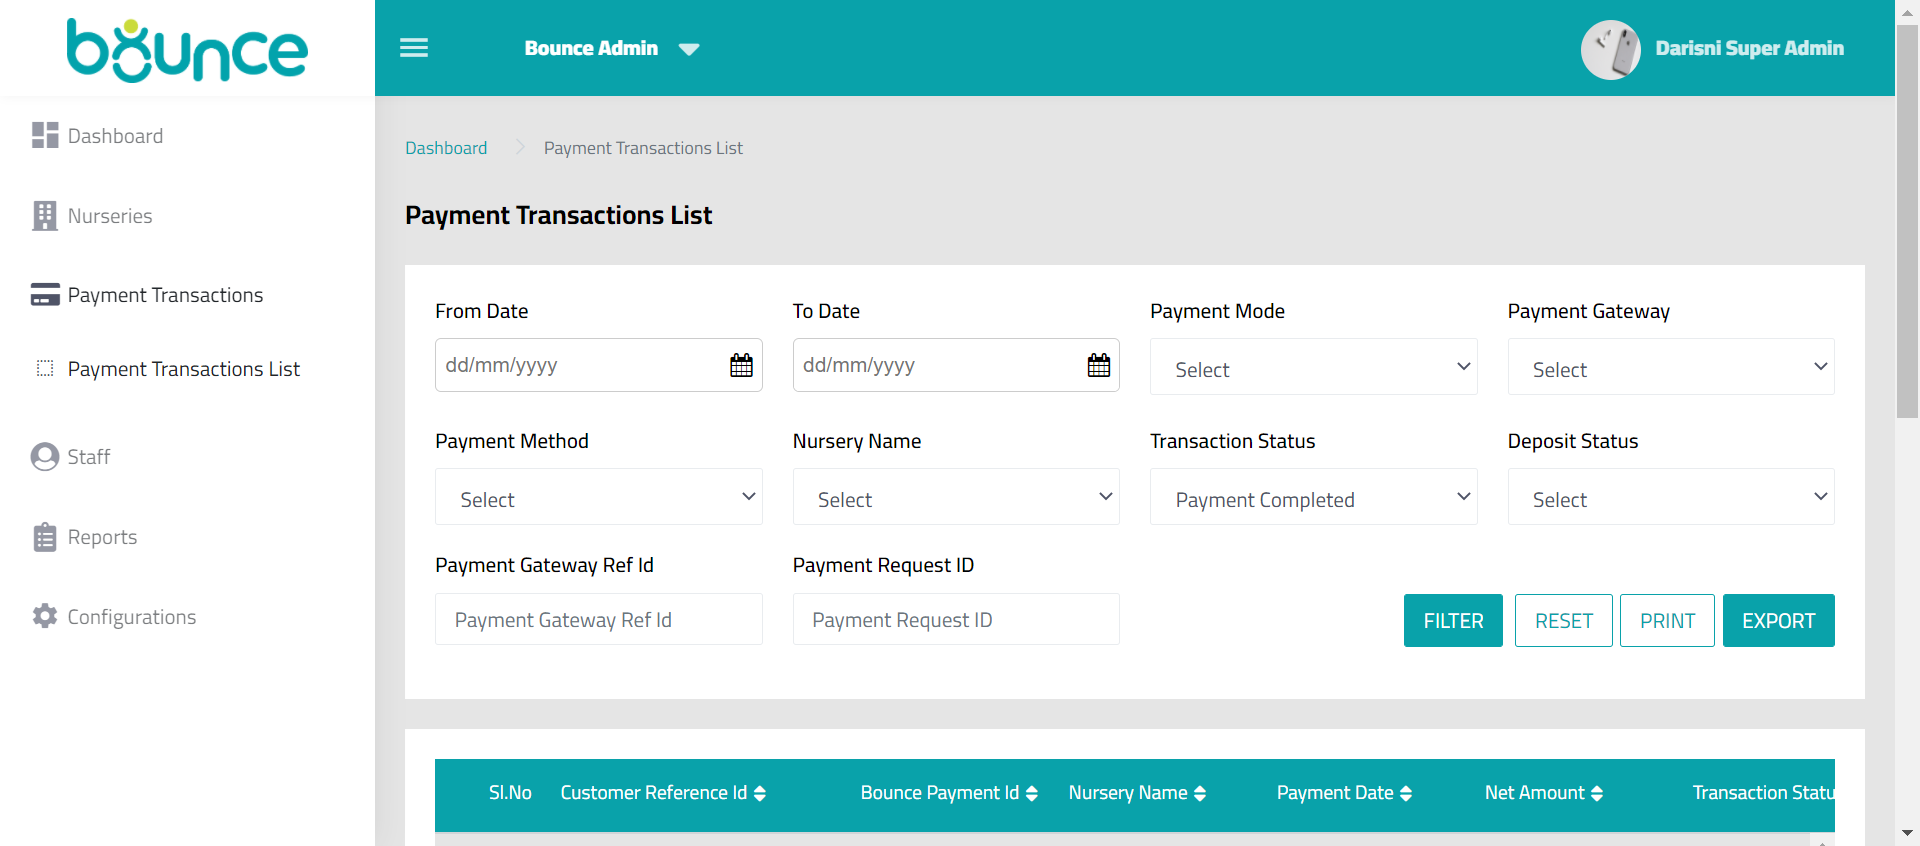 bounce
Bounce Admin
Darisni Super Admin
Dashboard
Nurseries
Payment Transactions
Payment Transactions List
Staff
Reports
Configurations
Dashboard > Payment Transactions List
Payment Transactions List
From Date To Date Payment Mode Payment Gateway
dd/mm/yyyy dd/mm/yyyy Select Select
Payment Method Nursery Name Transaction Status Deposit Status
Select Select Payment Completed Select
Payment Gateway Ref Id Payment Request ID
Payment Gateway Ref Id Payment Request ID FILTER RESET PRINT EXPORT
Sl.No Customer Reference Id Bounce Payment Id Nursery Name Payment Date Net Amount Transaction Statu